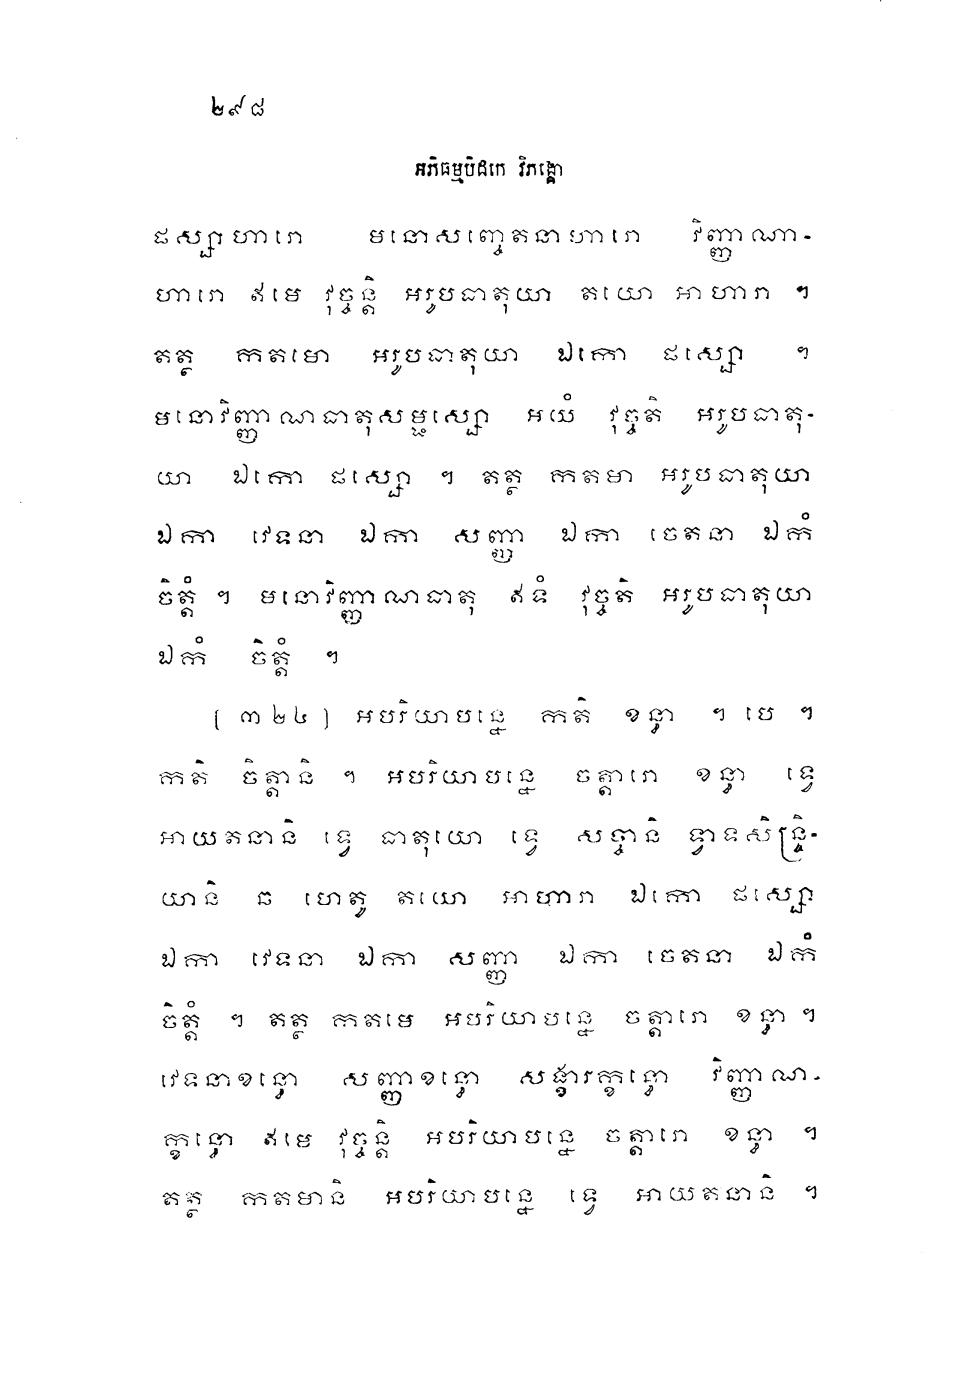 ២៩៨
អភិធម្មបិដកេ វិភង្គោ
ផស្សាហារោ មនោសញ្ចេតនាហារោ វិញ្ញាណា-
ហារោ ឥមេ វុច្ចន្តិ អរូបធាតុយា តយោ អាហារា ។
តត្ថ កតមោ អរូបធាតុយា ឯកោ ផស្សោ ។
មនោវិញ្ញាណធាតុសម្ផស្សោ អយំ វុច្ចតិ អរូបធាតុ-
យា ឯកោ ផស្សោ ។ តត្ថ កតមា អរូបធាតុយា
ឯកា វេទនា ឯកា សញ្ញា ឯកា ចេតនា ឯកំ
ចិត្តំ ។ មនោវិញ្ញាណធាតុ ឥទំ វុច្ចតិ អរូបធាតុយា
ឯកំ ចិត្តំ ។
(៣២៤) អបរិយាបន្នេ កតិ ខន្ធា ។ បេ ។
កតិ ចិត្តានិ ។ អបរិយាបន្នេ ចត្តារោ ខន្ធា ទ្វេ
អាយតនានិ ទ្វេ ធាតុយោ ទ្វេ សច្ចានិ ទ្វាទសិន្ទ្រិ-
យានិ ឆ ហេតូ តយោ អាហារា ឯកោ ផស្សោ
ឯកា វេទនា ឯកា សញ្ញា ឯកា ចេតនា ឯកំ
ចិត្តំ ។ តត្ថ កតមេ អបរិយាបន្នេ ចត្តារោ ខន្ធា ។
វេទនាខន្ធោ សញ្ញាខន្ធោ សង្ខារក្ខន្ធោ វិញ្ញាណ-
ក្ខន្ធោ ឥមេ វុច្ចន្តិ អបរិយាបន្នេ ចត្តារោ ខន្ធា ។
តត្ថ កតមានិ អបរិយាបន្នេ ទ្វេ អាយតនានិ ។